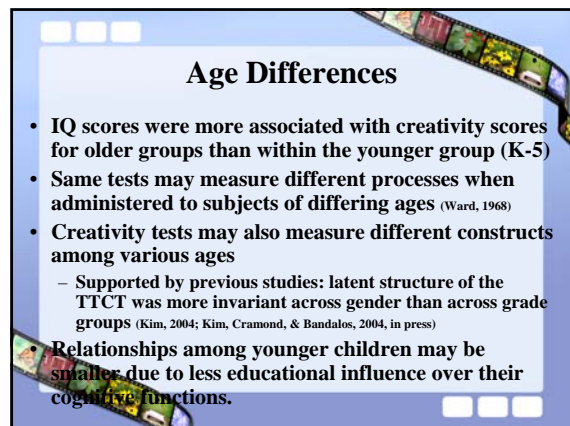 Age Differences
• IQ scores were more associated with creativity scores
for older groups than within the younger group (K-5)
• Same tests may measure different processes when
administered to subjects of differing ages (Ward, 1968)
• Creativity tests may also measure different constructs
among various ages
– Supported by previous studies: latent structure of the
TTCT was more invariant across gender than across grade
groups (Kim, 2004; Kim, Cramond, & Bandalos, 2004, in press)
• Relationships among younger children may be
smaller due to less educational influence over their
cognitive functions.